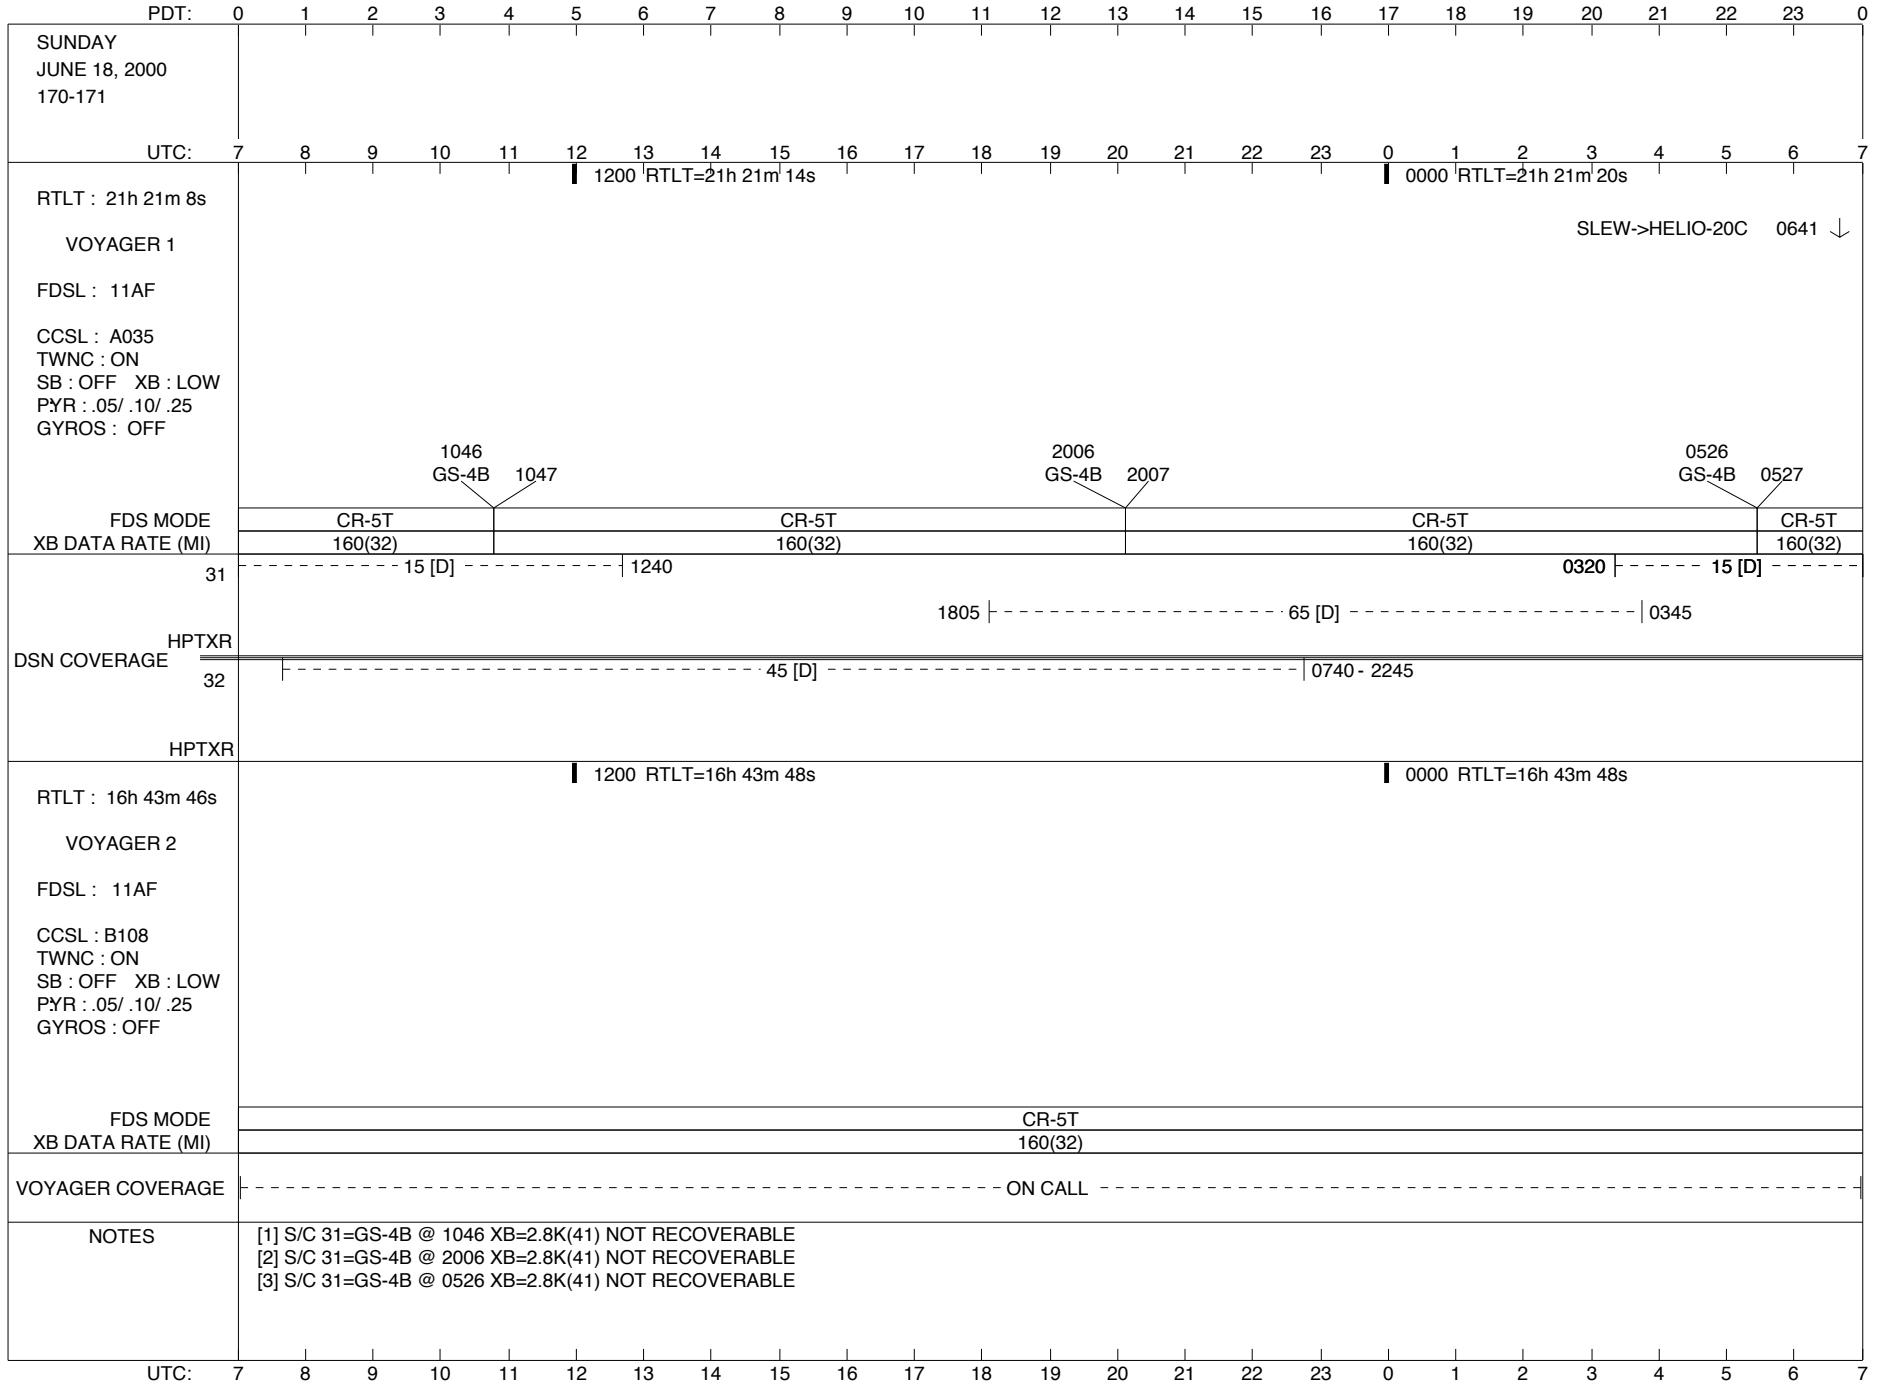 PDT: 0 1 2 3 4 5 6 7 8 9 10 11 12 13 14 15 16 17 18 19 20 21 22 23 0
SUNDAY
JUNE 18, 2000
170-171
UTC: 7 8 9 10 11 12 13 14 15 16 17 18 19 20 21 22 23 0 1 2 3 4 5 6 7
1200 RTLT=21h 21m 14s 0000 RTLT=21h 21m 20s
RTLT : 21h 21m 8s
SLEW->HELIO-20C 0641
VOYAGER 1
FDSL : 11AF
CCSL : A035
TWNC : ON
SB : OFF XB : LOW
P:YR : .05/ .10/ .25
GYROS : OFF
1046 2006 0526
GS-4B 1047 GS-4B 2007 GS-4B 0527
FDS MODE CR-5T CR-5T CR-5T CR-5T
XB DATA RATE (MI) 160(32) 160(32) 160(32) 160(32)
31 15 [D] 1240 0320 15 [D]
1805 65 [D] 0345
HPTXR
DSN COVERAGE
32 45 [D] 0740 - 2245
HPTXR
1200 RTLT=16h 43m 48s 0000 RTLT=16h 43m 48s
RTLT : 16h 43m 46s
VOYAGER 2
FDSL : 11AF
CCSL : B108
TWNC : ON
SB : OFF XB : LOW
P:YR : .05/ .10/ .25
GYROS : OFF
FDS MODE CR-5T
XB DATA RATE (MI) 160(32)
VOYAGER COVERAGE ON CALL
NOTES [1] S/C 31=GS-4B @ 1046 XB=2.8K(41) NOT RECOVERABLE
[2] S/C 31=GS-4B @ 2006 XB=2.8K(41) NOT RECOVERABLE
[3] S/C 31=GS-4B @ 0526 XB=2.8K(41) NOT RECOVERABLE
UTC: 7 8 9 10 11 12 13 14 15 16 17 18 19 20 21 22 23 0 1 2 3 4 5 6 7